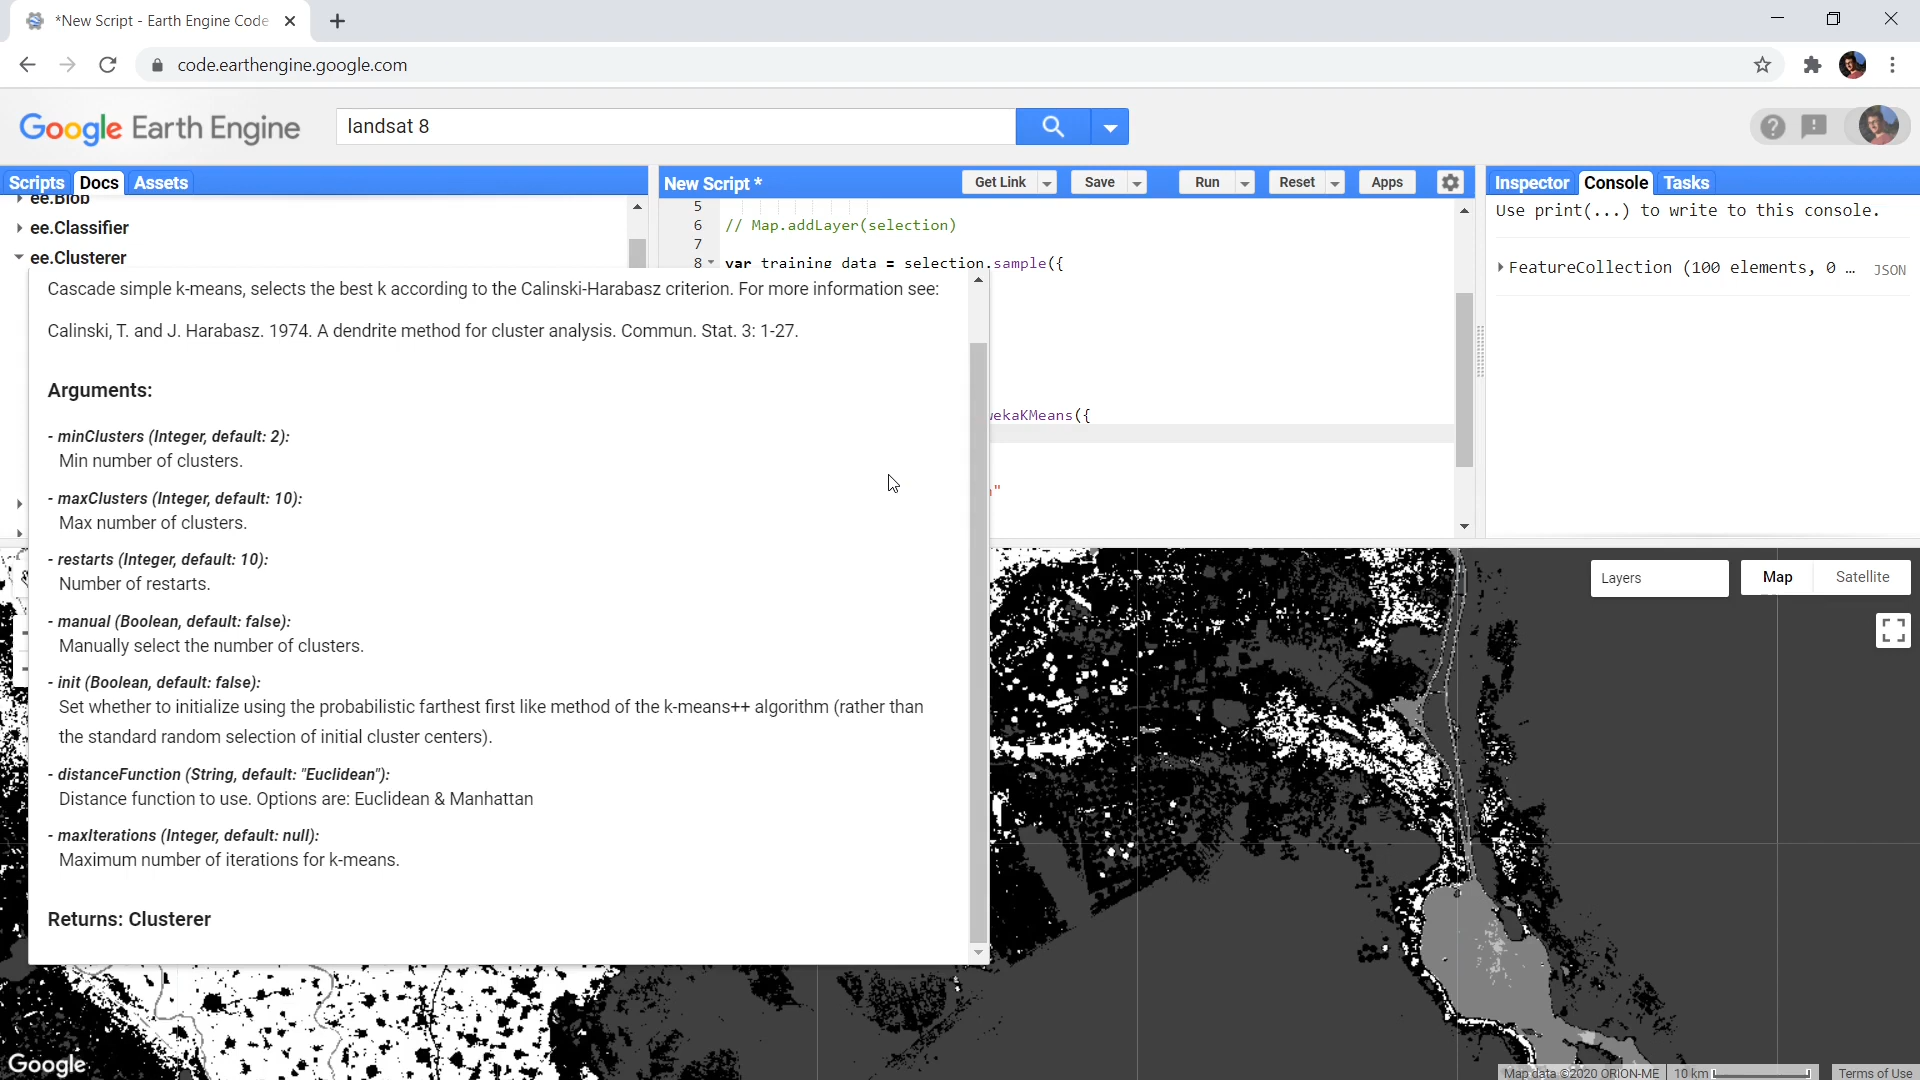 *New Script - Earth Engine Code
code.earthengine.google.com
Google Earth Engine
landsat 8
Scripts Docs Assets
New Script *
Get Link
Save
Run
Reset
Apps
Inspector Console Tasks
ee.Blob
ee.Classifier
ee.Clusterer
5
6 // Map.addLayer(selection)
7
8 var training_data = selection.sample({
wekaKMeans({
"
Use print(...) to write to this console.
FeatureCollection (100 elements, 0 … JSON
Cascade simple k-means, selects the best k according to the Calinski-Harabasz criterion. For more information see:
Calinski, T. and J. Harabasz. 1974. A dendrite method for cluster analysis. Commun. Stat. 3: 1-27.
Arguments:
- minClusters (Integer, default: 2):
Min number of clusters.
- maxClusters (Integer, default: 10):
Max number of clusters.
- restarts (Integer, default: 10):
Number of restarts.
- manual (Boolean, default: false):
Manually select the number of clusters.
- init (Boolean, default: false):
Set whether to initialize using the probabilistic farthest first like method of the k-means++ algorithm (rather than
the standard random selection of initial cluster centers).
- distanceFunction (String, default: "Euclidean"):
Distance function to use. Options are: Euclidean & Manhattan
- maxIterations (Integer, default: null):
Maximum number of iterations for k-means.
Returns: Clusterer
Layers
Map Satellite
Google
Map data ©2020 ORION-ME
10 km
Terms of Use